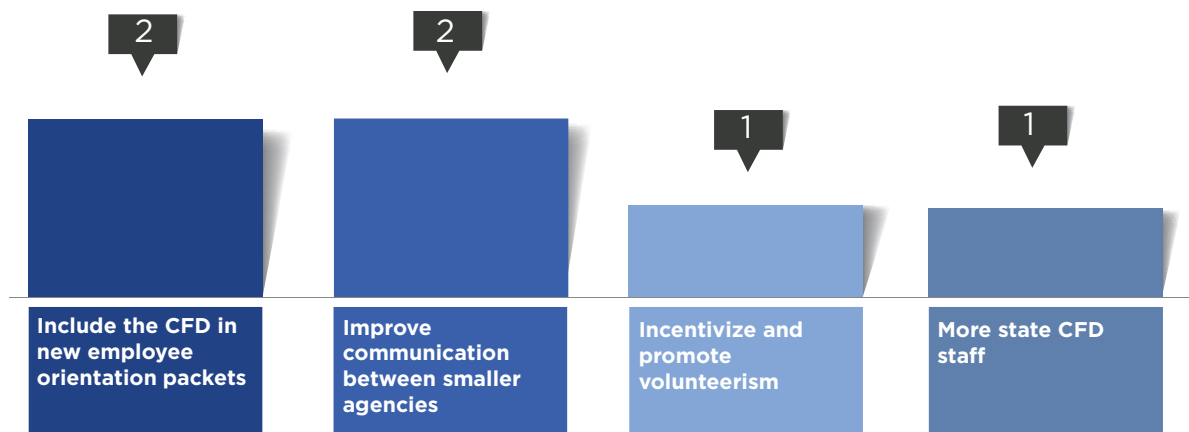 2
2
1
1
Include the CFD in
new employee
orientation packets
Improve
communication
between smaller
agencies
Incentivize and
promote
volunteerism
More state CFD
staff